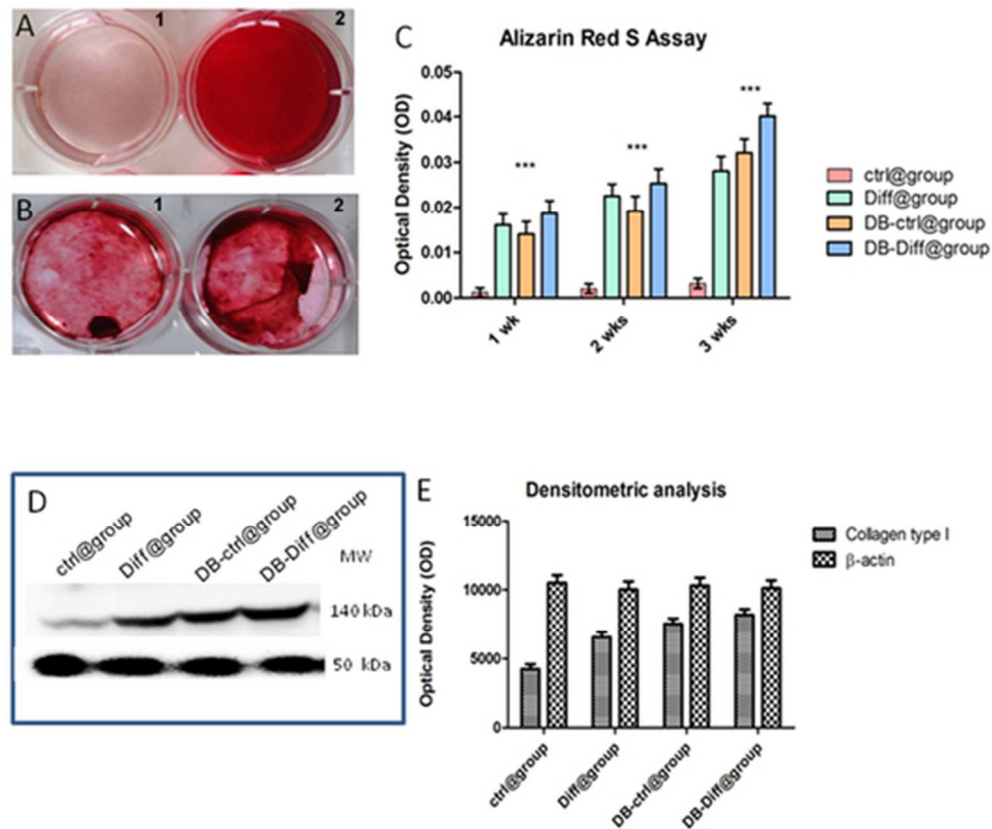 A
1
2
B
1
2
C
Alizarin Red S Assay
Optical Density (OD)
0.05
0.04
0.03
0.02
0.01
0.00
***
***
***
1 wk
2 wks
3 wks
ctrl@group
Diff@group
DB-ctrl@group
DB-Diff@group
D
ctrl@group
Diff@group
DB-ctrl@group
DB-Diff@group
MW
140 kDa
50 kDa
E
Densitometric analysis
Optical Density (OD)
15000
10000
5000
0
ctrl@group
Diff@group
DB-ctrl@group
DB-Diff@group
Collagen type I
β-actin